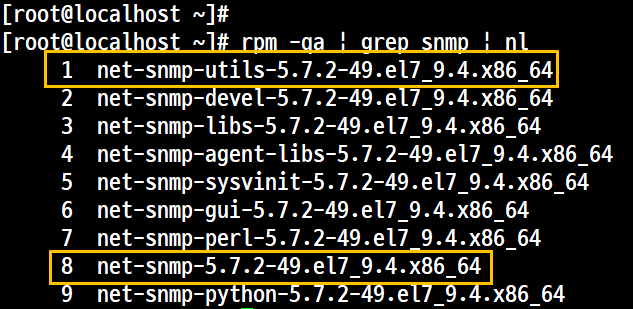 [root@localhost ~]#
[root@localhost ~]# rpm -qa | grep snmp | nl
1 net-snmp-utils-5.7.2-49.el7_9.4.x86_64
2 net-snmp-devel-5.7.2-49.el7_9.4.x86_64
3 net-snmp-libs-5.7.2-49.el7_9.4.x86_64
4 net-snmp-agent-libs-5.7.2-49.el7_9.4.x86_64
5 net-snmp-sysvinit-5.7.2-49.el7_9.4.x86_64
6 net-snmp-gui-5.7.2-49.el7_9.4.x86_64
7 net-snmp-perl-5.7.2-49.el7_9.4.x86_64
8 net-snmp-5.7.2-49.el7_9.4.x86_64
9 net-snmp-python-5.7.2-49.el7_9.4.x86_64